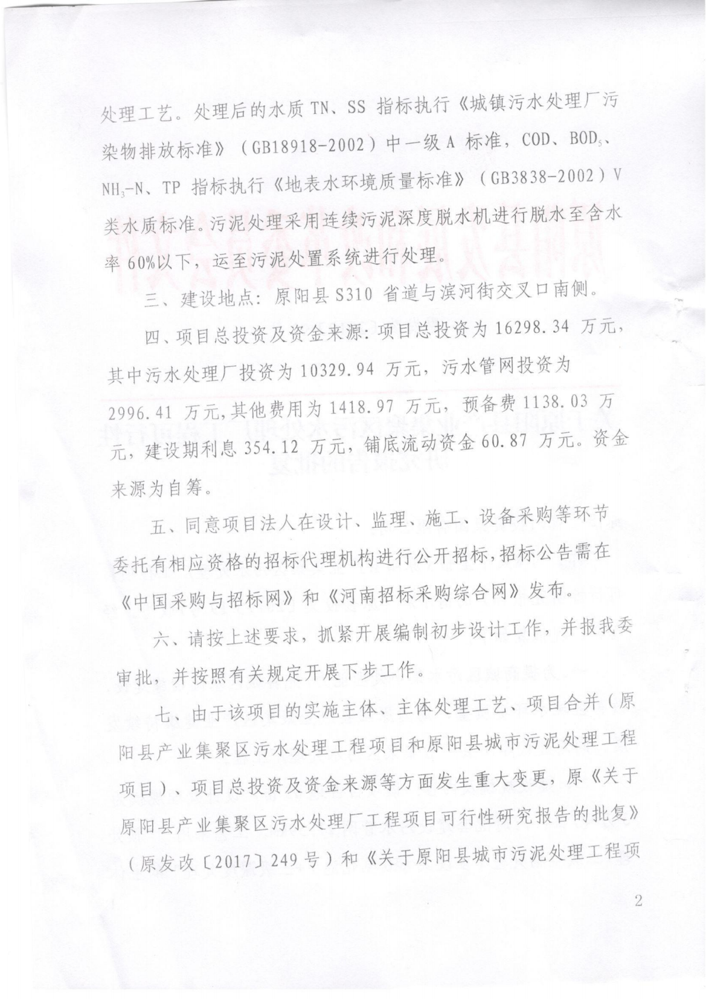 处理工艺。处理后的水质 TN、SS 指标执行《城镇污水处理厂污
染物排放标准》（GB18918-2002）中一级 A 标准，COD、BOD₅、
NH₃-N、TP 指标执行《地表水环境质量标准》（GB3838-2002）V
类水质标准。污泥处理采用连续污泥深度脱水机进行脱水至含水
率 60%以下，运至污泥处置系统进行处理。
三、建设地点：原阳县 S310 省道与滨河街交叉口南侧。
四、项目总投资及资金来源：项目总投资为 16298.34 万元，
其中污水处理厂投资为 10329.94 万元，污水管网投资为
2996.41 万元，其他费用为 1418.97 万元，预备费 1138.03 万
元，建设期利息 354.12 万元，铺底流动资金 60.87 万元。资金
来源为自筹。
五、同意项目法人在设计、监理、施工、设备采购等环节
委托有相应资格的招标代理机构进行公开招标，招标公告需在
《中国采购与招标网》和《河南招标采购综合网》发布。
六、请按上述要求，抓紧开展编制初步设计工作，并报我委
审批，并按照有关规定开展下步工作。
七、由于该项目的实施主体、主体处理工艺、项目合并（原
阳县产业集聚区污水处理工程项目和原阳县城市污泥处理工程
项目）、项目总投资及资金来源等方面发生重大变更，原《关于
原阳县产业集聚区污水处理厂工程项目可行性研究报告的批复》
（原发改〔2017〕249 号）和《关于原阳县城市污泥处理工程项
2